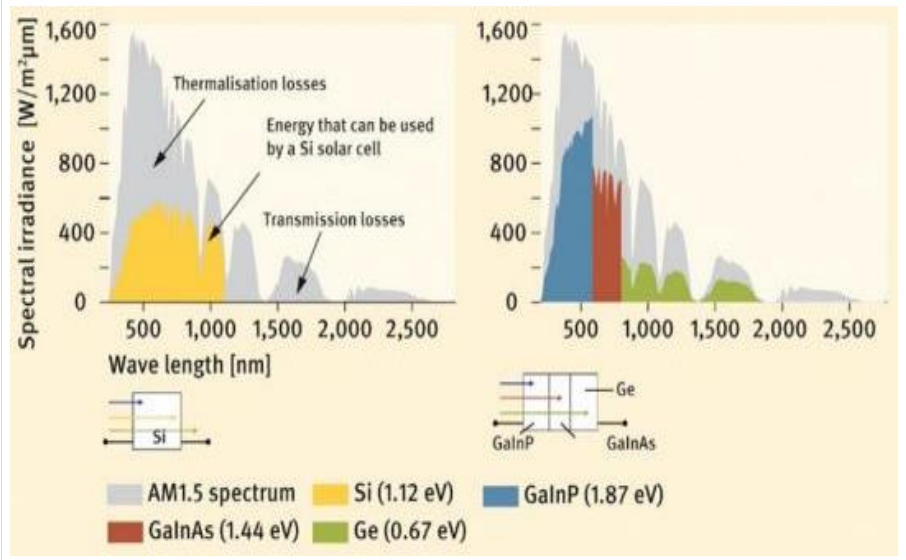 Spectral irradiance [W/m²µm]
1,600
1,200
800
400
0
Thermalisation losses
Energy that can be used
by a Si solar cell
Transmission losses
500 1,000 1,500 2,000 2,500
Wave length [nm]
1,600
1,200
800
400
0
500 1,000 1,500 2,000 2,500
Si
Ge
GaInP GaInAs
AM1.5 spectrum Si (1.12 eV) GaInP (1.87 eV)
GaInAs (1.44 eV) Ge (0.67 eV)